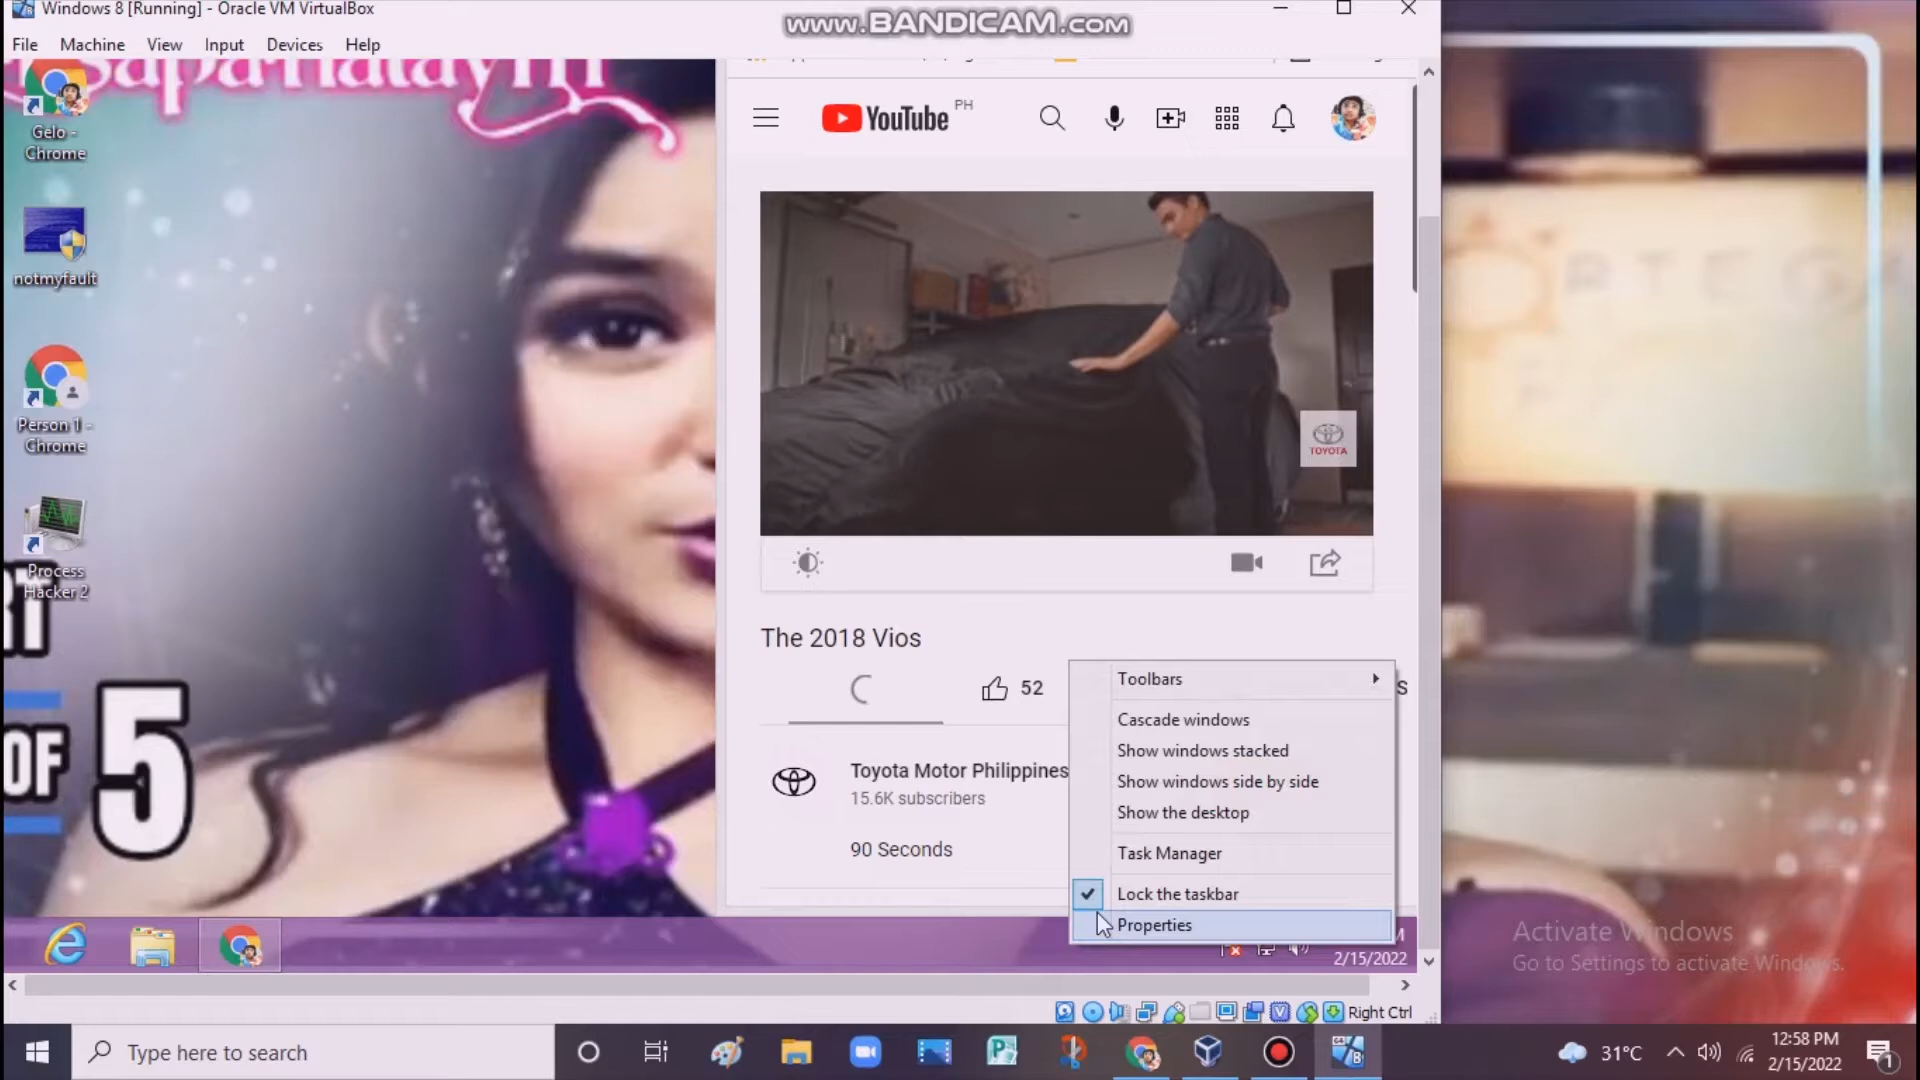 Windows 8 [Running] - Oracle VM VirtualBox
www.BANDICAM.com
File Machine View Input Devices Help
Gelo -
Chrome
notmyfault
Person 1 -
Chrome
Process
Hacker 2
OF 5
YouTube PH
TOYOTA
The 2018 Vios
52
Toyota Motor Philippines
15.6K subscribers
90 Seconds
Toolbars
Cascade windows
Show windows stacked
Show windows side by side
Show the desktop
Task Manager
Lock the taskbar
Properties
2/15/2022
Right Ctrl
Activate Windows
Go to Settings to activate Windows.
Type here to search
31°C
12:58 PM
2/15/2022
1